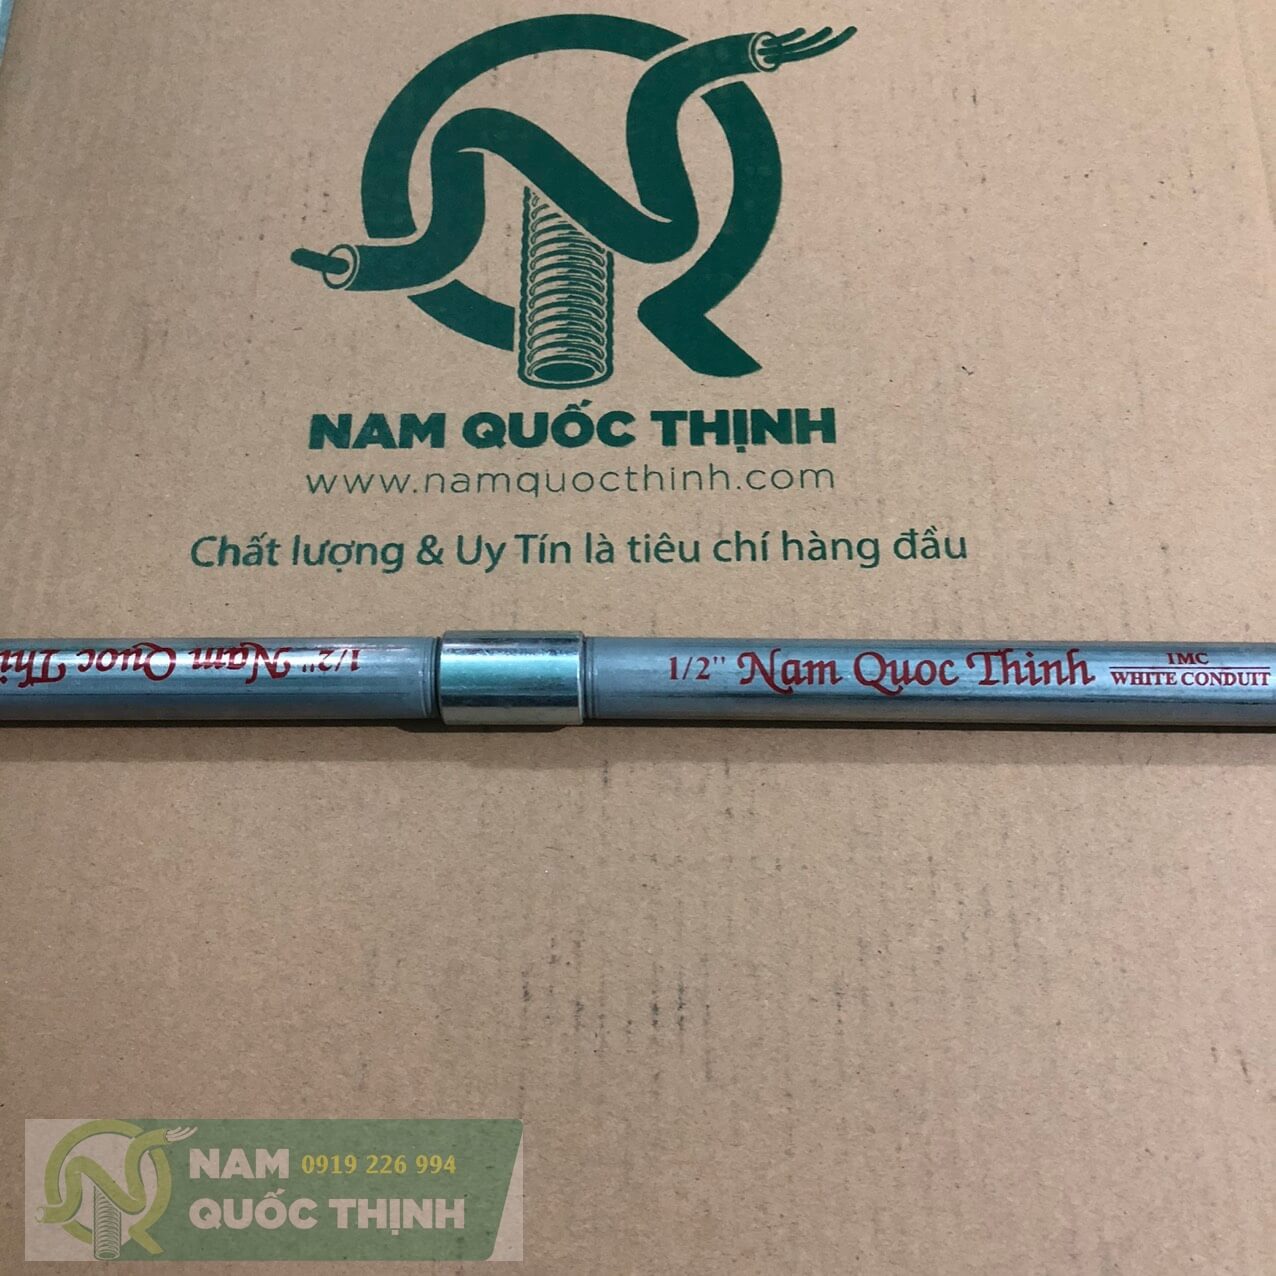 NAM QUỐC THỊNH
www.namquocthinh.com
Chất lượng & Uy Tín là tiêu chí hàng đầu
1/2" Nam Quoc Thi
1/2" Nam Quoc Thinh IMC
WHITE CONDUIT
NAM 0919 226 994
QUỐC THỊNH